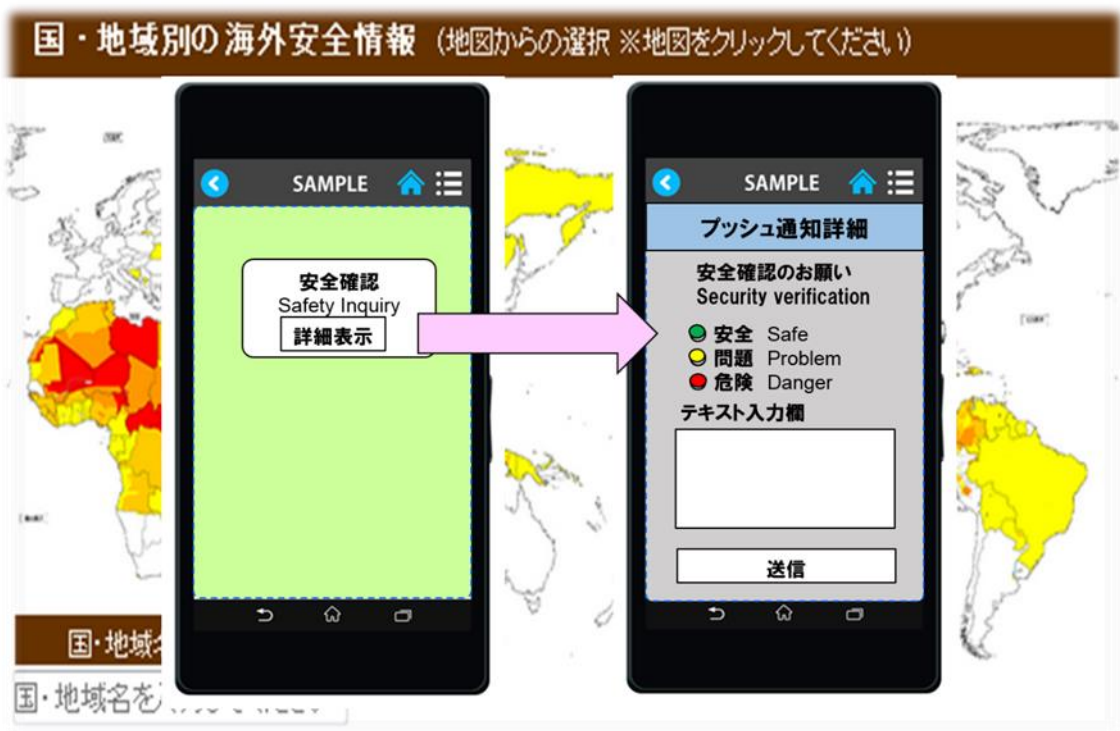 国・地域別の海外安全情報 (地図からの選択 ※地図をクリックしてください)
SAMPLE
安全確認
Safety Inquiry
詳細表示
SAMPLE
プッシュ通知詳細
安全確認のお願い
Security verification
安全 Safe
問題 Problem
危険 Danger
テキスト入力欄
送信
国・地域
国・地域名を